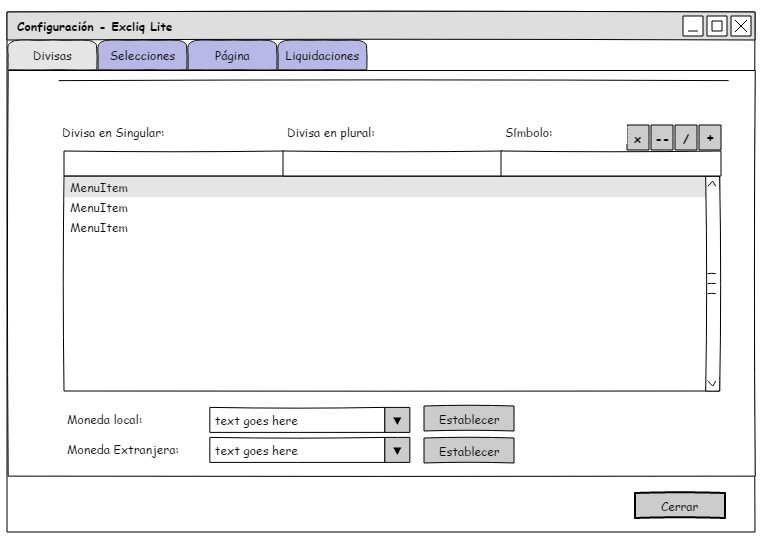 Configuración - Excliq Lite
Divisas Selecciones Página Liquidaciones
Divisa en Singular: Divisa en plural: Símbolo: x -- / +
MenuItem
MenuItem
MenuItem
Moneda local: text goes here Establecer
Moneda Extranjera: text goes here Establecer
Cerrar